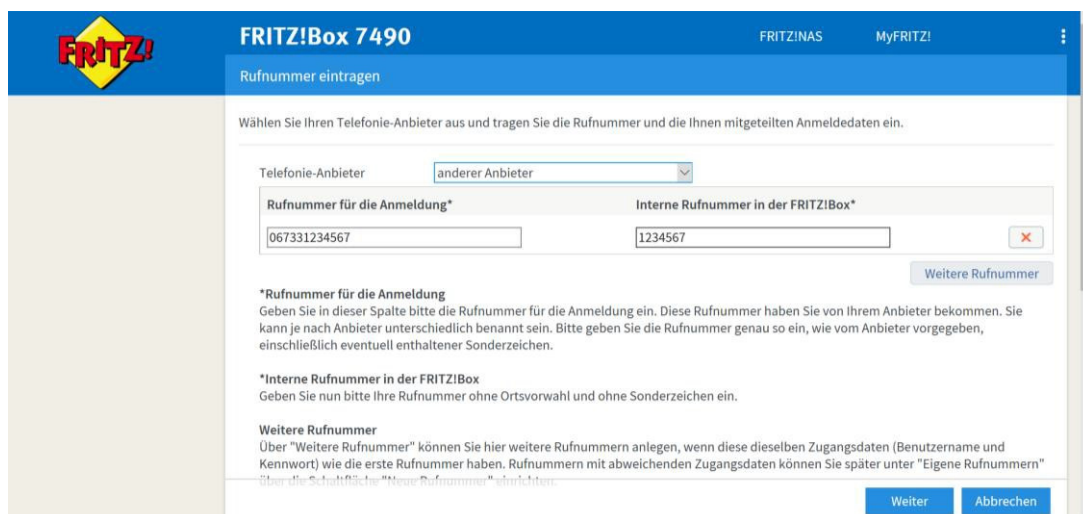 FRITZ!
FRITZ!Box 7490
FRITZ!NAS
MyFRITZ!
Rufnummer eintragen
Wählen Sie Ihren Telefonie-Anbieter aus und tragen Sie die Rufnummer und die Ihnen mitgeteilten Anmeldedaten ein.
Telefonie-Anbieter
anderer Anbieter
Rufnummer für die Anmeldung*
Interne Rufnummer in der FRITZ!Box*
067331234567
1234567
Weitere Rufnummer
*Rufnummer für die Anmeldung
Geben Sie in dieser Spalte bitte die Rufnummer für die Anmeldung ein. Diese Rufnummer haben Sie von Ihrem Anbieter bekommen. Sie
kann je nach Anbieter unterschiedlich benannt sein. Bitte geben Sie die Rufnummer genau so ein, wie vom Anbieter vorgegeben,
einschließlich eventuell enthaltener Sonderzeichen.
*Interne Rufnummer in der FRITZ!Box
Geben Sie nun bitte Ihre Rufnummer ohne Ortsvorwahl und ohne Sonderzeichen ein.
Weitere Rufnummer
Über "Weitere Rufnummer" können Sie hier weitere Rufnummern anlegen, wenn diese dieselben Zugangsdaten (Benutzername und
Kennwort) wie die erste Rufnummer haben. Rufnummern mit abweichenden Zugangsdaten können Sie später unter "Eigene Rufnummern"
über die Schaltfläche "Neue Rufnummer" einrichten.
Weiter
Abbrechen